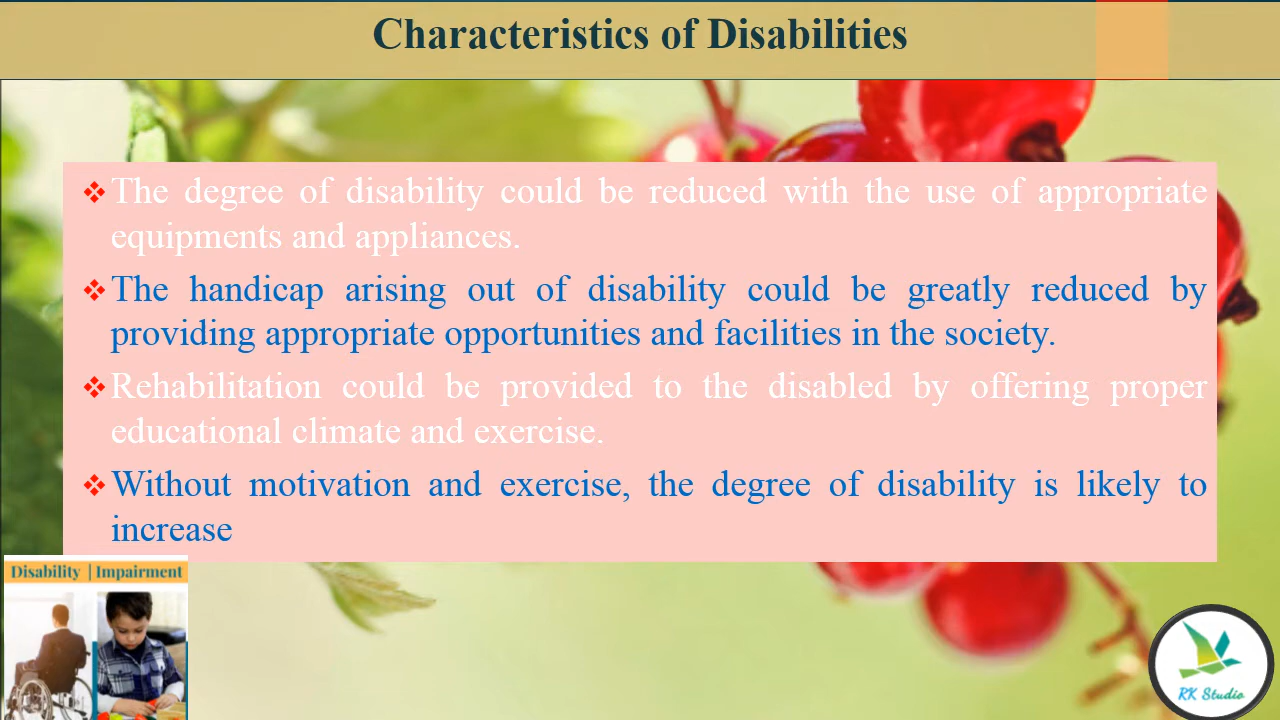 Characteristics of Disabilities
❖The degree of disability could be reduced with the use of appropriate
equipments and appliances.
❖The handicap arising out of disability could be greatly reduced by
providing appropriate opportunities and facilities in the society.
❖Rehabilitation could be provided to the disabled by offering proper
educational climate and exercise.
❖Without motivation and exercise, the degree of disability is likely to
increase
Disability | Impairment
RK Studio